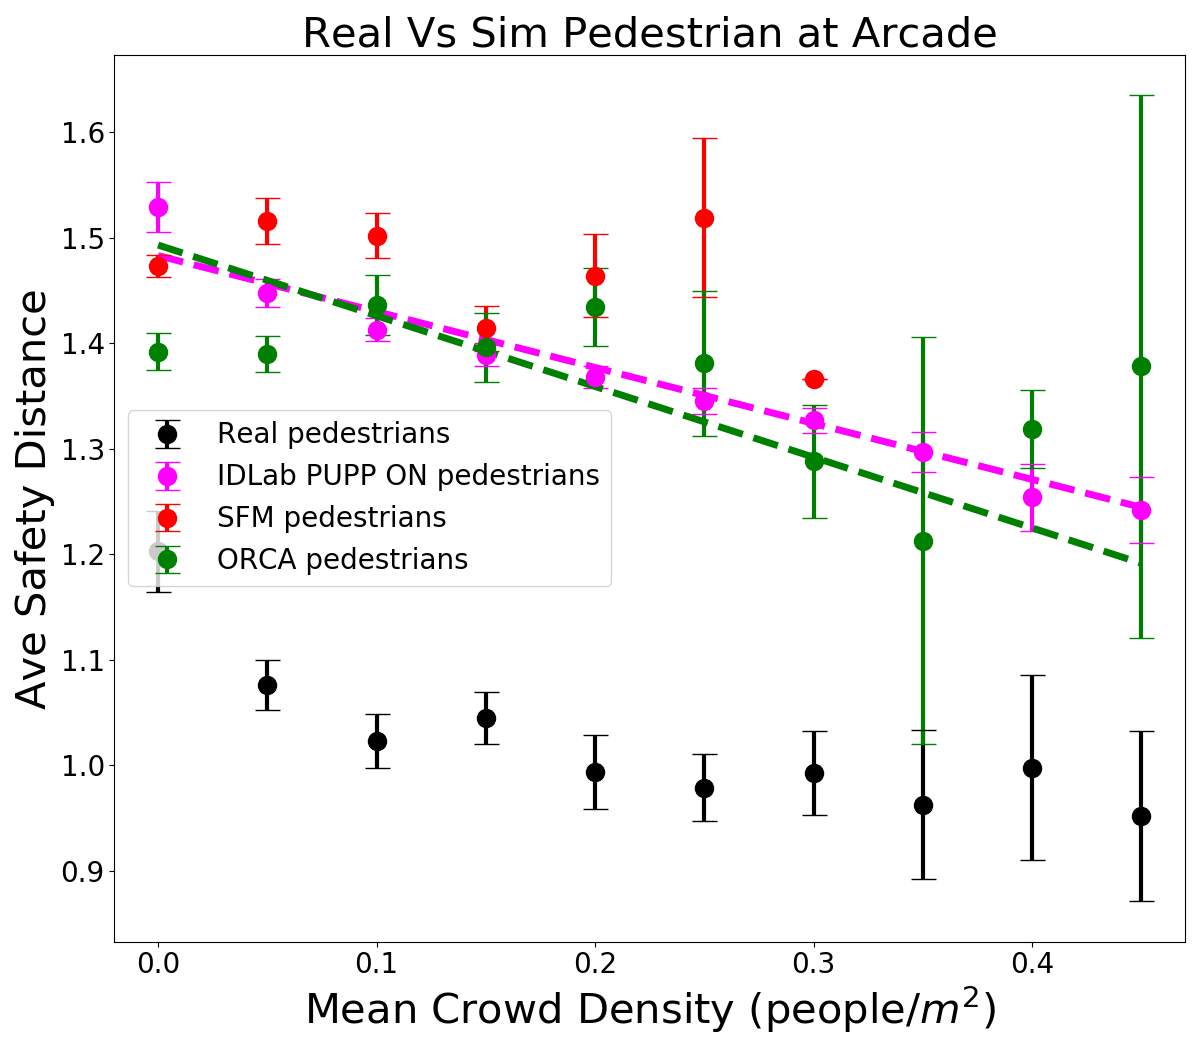 Real Vs Sim Pedestrian at Arcade
Ave Safety Distance
1.6
1.5
1.4
1.3
1.2
1.1
1.0
0.9
Real pedestrians
IDLab PUPP ON pedestrians
SFM pedestrians
ORCA pedestrians
0.0 0.1 0.2 0.3 0.4
Mean Crowd Density (people/m²)